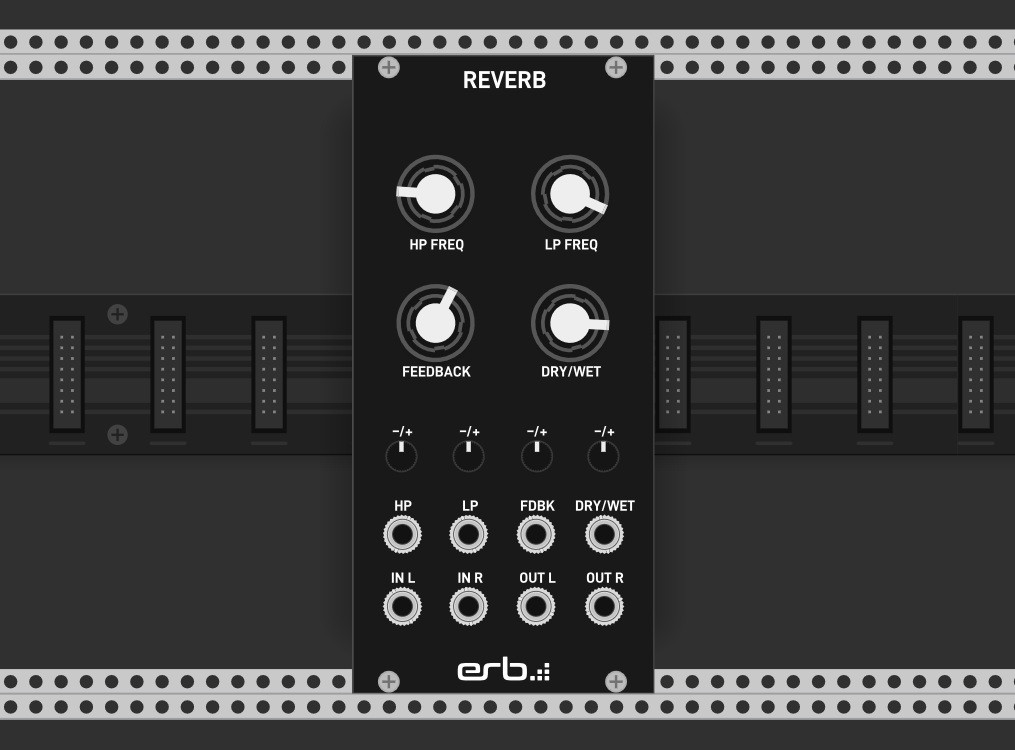 REVERB
HP FREQ LP FREQ
FEEDBACK DRY/WET
−/+ −/+ −/+ −/+
HP LP FDBK DRY/WET
IN L IN R OUT L OUT R
erb